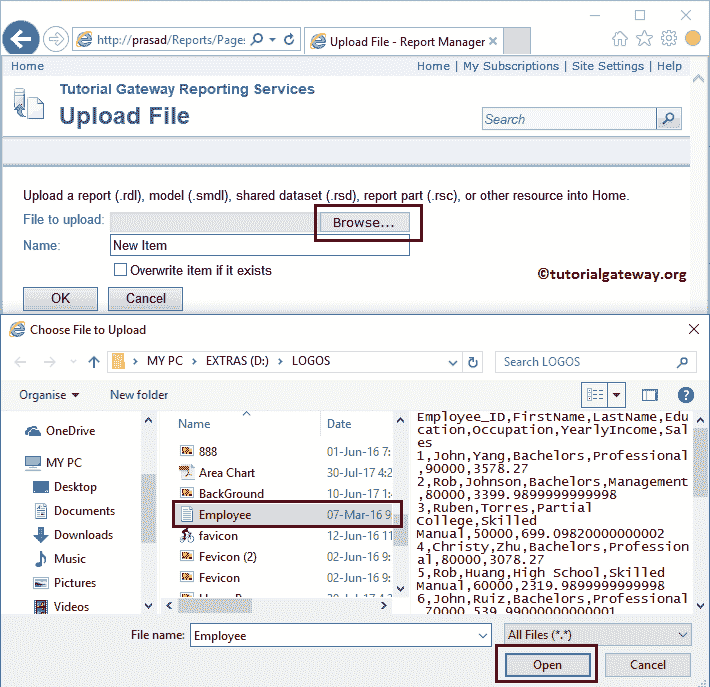 http://prasad/Reports/Page:
Upload File - Report Manager
Home
Home | My Subscriptions | Site Settings | Help
Tutorial Gateway Reporting Services
Upload File
Search
Upload a report (.rdl), model (.smdl), shared dataset (.rsd), report part (.rsc), or other resource into Home.
File to upload:
Browse...
Name:
New Item
Overwrite item if it exists
©tutorialgateway.org
OK
Cancel
Choose File to Upload
MY PC > EXTRAS (D:) > LOGOS
Search LOGOS
Organise
New folder
OneDrive
MY PC
Desktop
Documents
Downloads
Music
Pictures
Videos
Name
Date
888
01-Jun-16 7:
Area Chart
30-Jul-17 4:2
BackGround
10-Jun-17 1:4
Employee
07-Mar-16 9
favicon
12-Jun-16 11
Fevicon (2)
02-Jun-16 9:
Fevicon
02-Jun-16 9:
Employee_ID,FirstName,LastName,Edu
cation,Occupation,YearlyIncome,Sal
es
1,John,Yang,Bachelors,Professional
,90000,3578.27
2,Rob,Johnson,Bachelors,Management
,80000,3399.9899999999998
3,Ruben,Torres,Partial
College,Skilled
Manual,50000,699.09820000000002
4,Christy,Zhu,Bachelors,Profession
al,80000,3078.27
5,Rob,Huang,High School,Skilled
Manual,60000,2319.9899999999998
6,John,Ruiz,Bachelors,Professional
,70000,539.99000000000001
File name:
Employee
All Files (*.*)
Open
Cancel